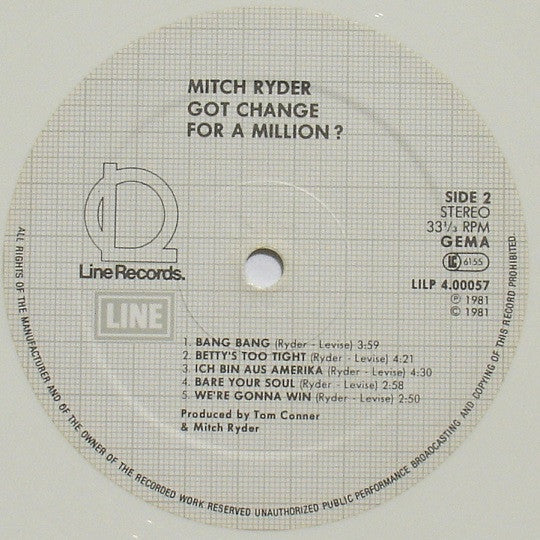 MITCH RYDER
GOT CHANGE
FOR A MILLION?
SIDE 2
STEREO
33⅓ RPM
GEMA
LC 6155
LILP 4.00057
Ⓟ 1981
© 1981
Line Records.
LINE
1. BANG BANG (Ryder - Levise) 3:59
2. BETTY'S TOO TIGHT (Ryder - Levise) 4:21
3. ICH BIN AUS AMERIKA (Ryder - Levise) 4:30
4. BARE YOUR SOUL (Ryder - Levise) 2:58
5. WE'RE GONNA WIN (Ryder - Levise) 2:50
Produced by Tom Conner
& Mitch Ryder
ALL RIGHTS OF THE MANUFACTURER AND OF THE OWNER OF THE RECORDED WORK RESERVED UNAUTHORIZED PUBLIC PERFORMANCE BROADCASTING AND COPYING OF THIS RECORD PROHIBITED